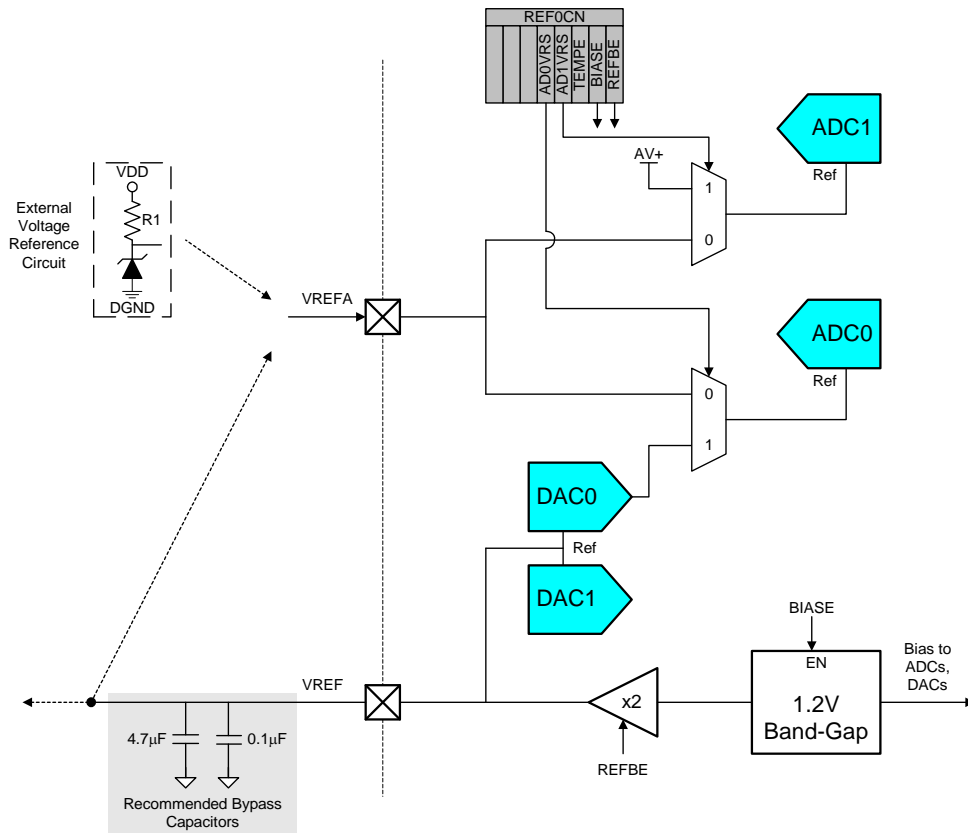 REF0CN
AD0VRS
AD1VRS
TEMPE
BIASE
REFBE
ADC1
Ref
AV+
1
0
External
Voltage
Reference
Circuit
VDD
R1
DGND
VREFA
ADC0
Ref
0
1
DAC0
Ref
DAC1
BIASE
EN
1.2V
Band-Gap
Bias to
ADCs,
DACs
VREF
x2
REFBE
4.7µF
0.1µF
Recommended Bypass
Capacitors